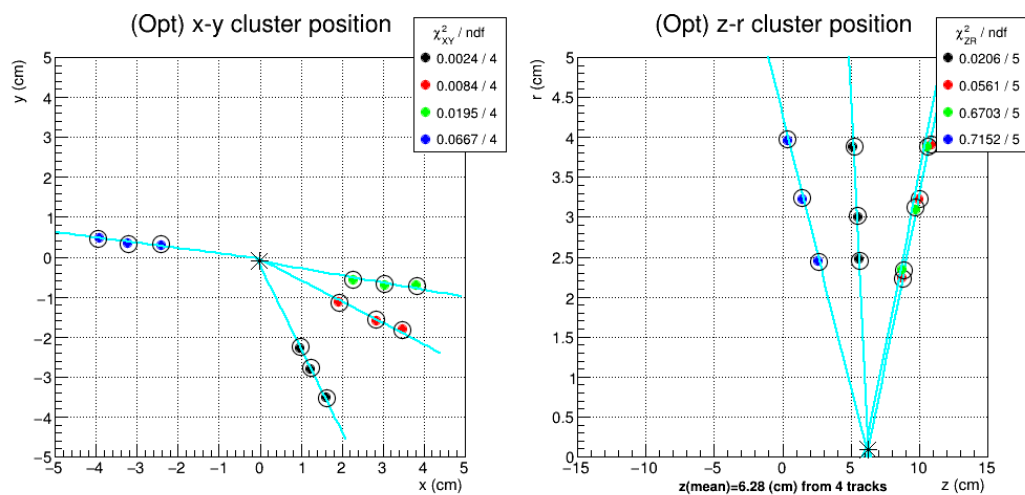 (Opt) x-y cluster position
χ²XY / ndf
0.0024 / 4
0.0084 / 4
0.0195 / 4
0.0667 / 4
y (cm)
5
4
3
2
1
0
−1
−2
−3
−4
−5
−5 −4 −3 −2 −1 0 1 2 3 4 5
x (cm)
(Opt) z-r cluster position
χ²ZR / ndf
0.0206 / 5
0.0561 / 5
0.6703 / 5
0.7152 / 5
r (cm)
5
4.5
4
3.5
3
2.5
2
1.5
1
0.5
0
−15 −10 −5 0 5 10 15
z(mean)=6.28 (cm) from 4 tracks
z (cm)